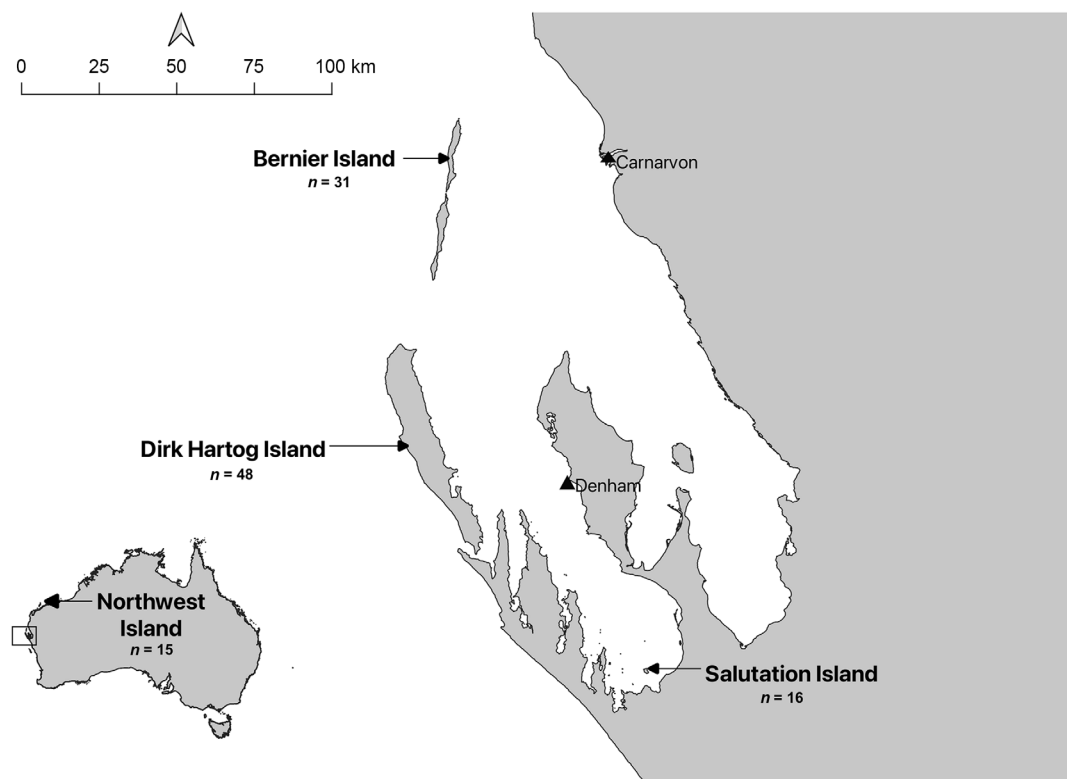 0 25 50 75 100 km
Bernier Island
n = 31
Carnarvon
Dirk Hartog Island
n = 48
Denham
Northwest
Island
n = 15
Salutation Island
n = 16